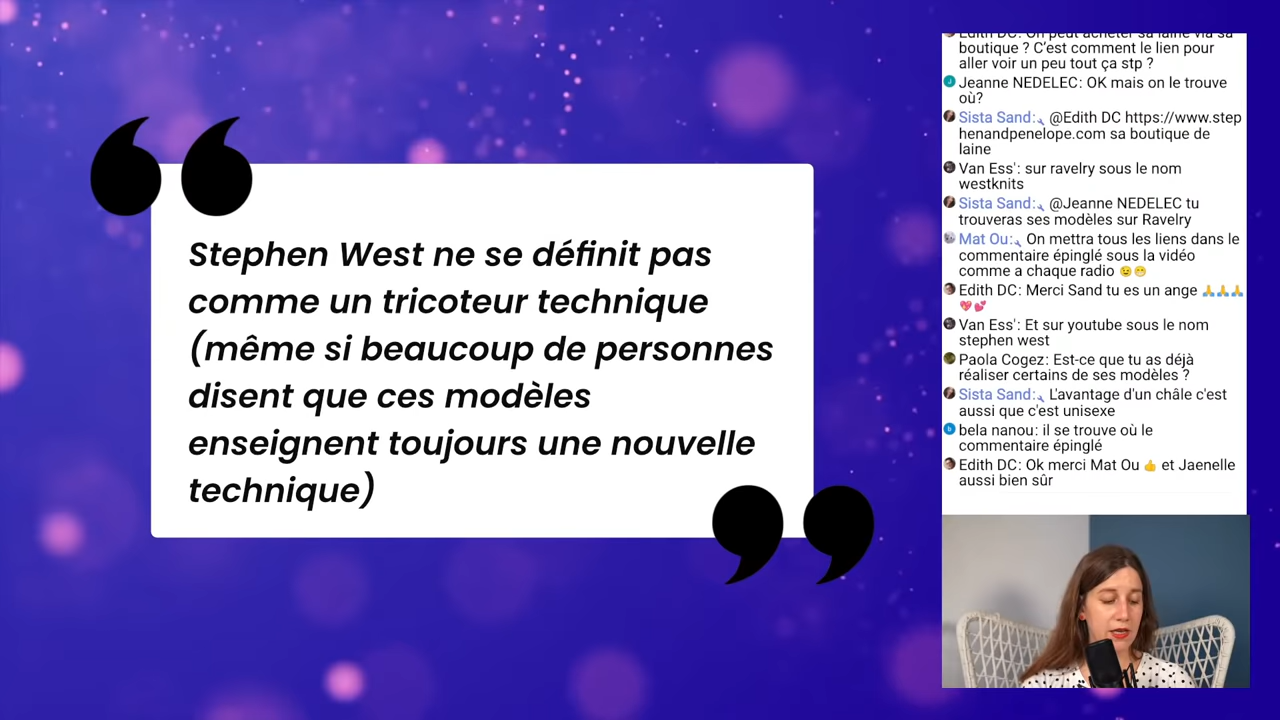 Stephen West ne se définit pas
comme un tricoteur technique
(même si beaucoup de personnes
disent que ces modèles
enseignent toujours une nouvelle
technique)
Edith DC: On peut acheter sa laine via sa
boutique ? C'est comment le lien pour
aller voir un peu tout ça stp ?
Jeanne NEDELEC: OK mais on le trouve
où?
Sista Sand: @Edith DC https://www.step
henandpenelope.com sa boutique de
laine
Van Ess': sur ravelry sous le nom
westknits
Sista Sand: @Jeanne NEDELEC tu
trouveras ses modèles sur Ravelry
Mat Ou: On mettra tous les liens dans le
commentaire épinglé sous la vidéo
comme a chaque radio 😉😁
Edith DC: Merci Sand tu es un ange 🙏🙏🙏
💖💕
Van Ess': Et sur youtube sous le nom
stephen west
Paola Cogez: Est-ce que tu as déjà
réaliser certains de ses modèles ?
Sista Sand: L'avantage d'un châle c'est
aussi que c'est unisexe
bela nanou: il se trouve où le
commentaire épinglé
Edith DC: Ok merci Mat Ou 👍 et Jaenelle
aussi bien sûr